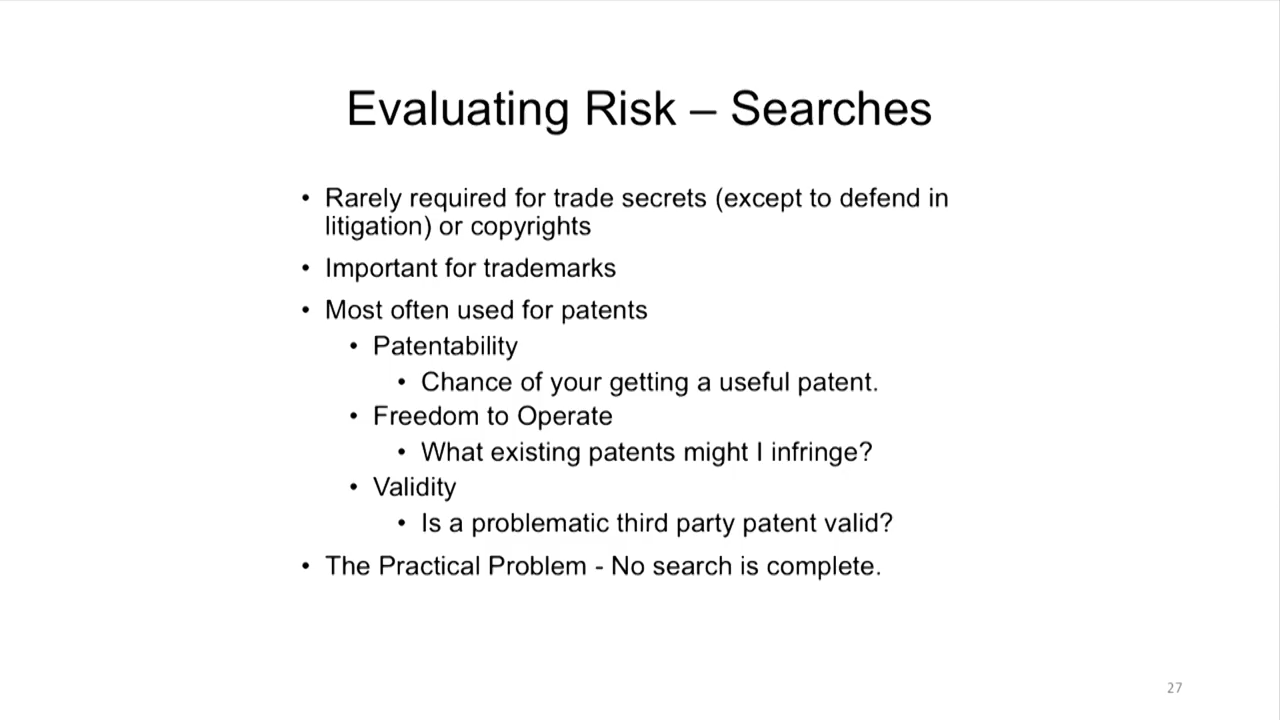 Evaluating Risk – Searches
• Rarely required for trade secrets (except to defend in
litigation) or copyrights
• Important for trademarks
• Most often used for patents
• Patentability
• Chance of your getting a useful patent.
• Freedom to Operate
• What existing patents might I infringe?
• Validity
• Is a problematic third party patent valid?
• The Practical Problem - No search is complete.
27